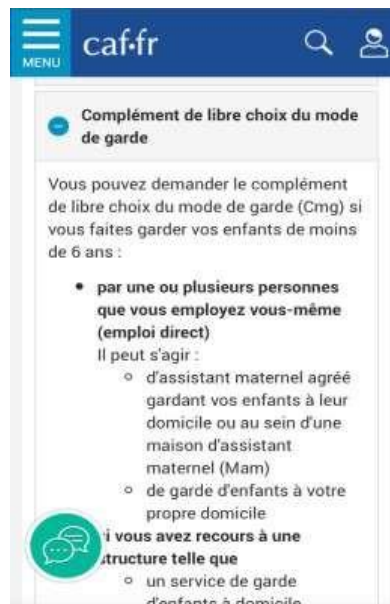 MENU
caf·fr
Complément de libre choix du mode
de garde
Vous pouvez demander le complément
de libre choix du mode de garde (Cmg) si
vous faites garder vos enfants de moins
de 6 ans :
par une ou plusieurs personnes
que vous employez vous-même
(emploi direct)
Il peut s'agir :
d'assistant maternel agréé
gardant vos enfants à leur
domicile ou au sein d'une
maison d'assistant
maternel (Mam)
de garde d'enfants à votre
propre domicile
i vous avez recours à une
tructure telle que
un service de garde
d'enfants à domicile